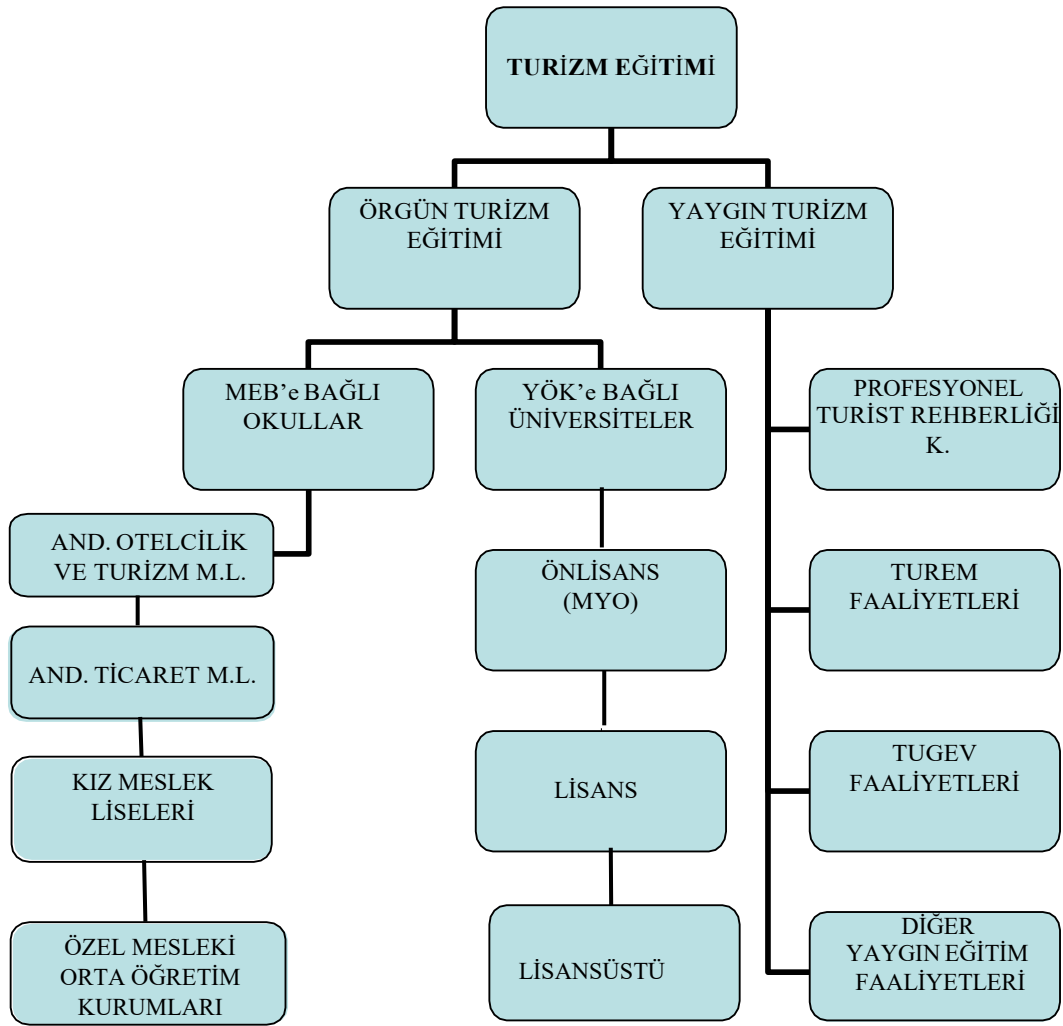 TURİZM EĞİTİMİ
ÖRGÜN TURİZM
EĞİTİMİ
YAYGIN TURİZM
EĞİTİMİ
MEB’e BAĞLI
OKULLAR
YÖK’e BAĞLI
ÜNİVERSİTELER
PROFESYONEL
TURIST REHBERLİĞİ
K.
AND. OTELCİLİK
VE TURİZM M.L.
ÖNLİSANS
(MYO)
TUREM
FAALİYETLERİ
AND. TİCARET M.L.
KIZ MESLEK
LİSELERİ
LİSANS
TUGEV
FAALİYETLERİ
ÖZEL MESLEKİ
ORTA ÖĞRETİM
KURUMLARI
LİSANSÜSTÜ
DİĞER
YAYGIN EĞİTİM
FAALİYETLERİ